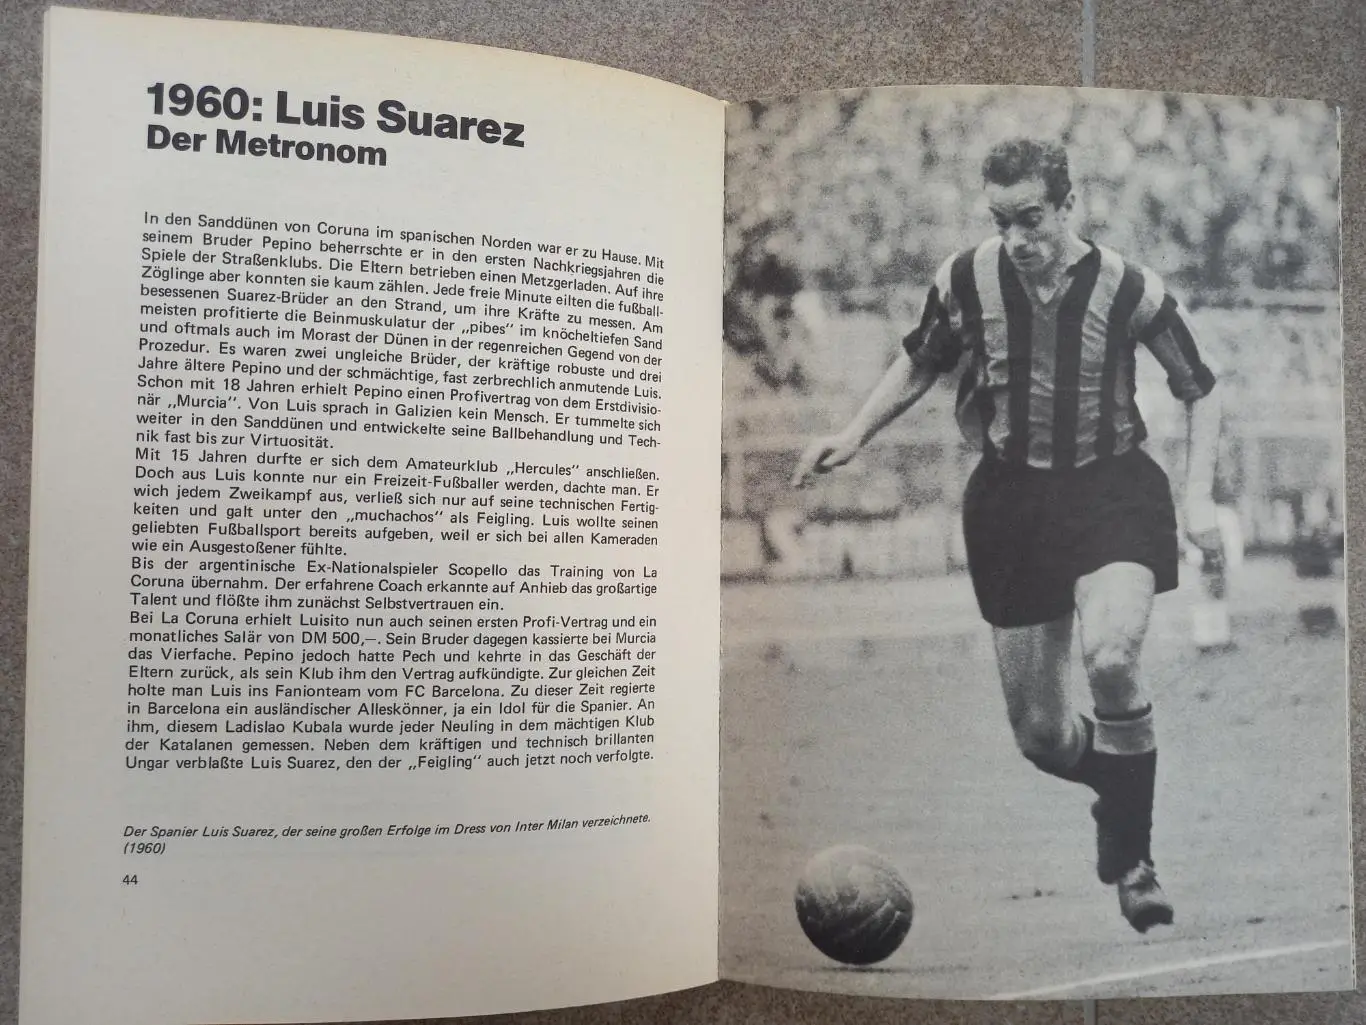 1960: Luis Suarez
Der Metronom
In den Sanddünen von Coruna im spanischen Norden war er zu Hause. Mit
seinem Bruder Pepino beherrschte er in den ersten Nachkriegsjahren die
Spiele der Straßenklubs. Die Eltern betrieben einen Metzgerladen. Auf ihre
Zöglinge aber konnten sie kaum zählen. Jede freie Minute eilten die fußball-
besessenen Suarez-Brüder an den Strand, um ihre Kräfte zu messen. Am
meisten profitierte die Beinmuskulatur der „pibes" im knöcheltiefen Sand
und oftmals auch im Morast der Dünen in der regenreichen Gegend von der
Prozedur. Es waren zwei ungleiche Brüder, der kräftige robuste und drei
Jahre ältere Pepino und der schmächtige, fast zerbrechlich anmutende Luis.
Schon mit 18 Jahren erhielt Pepino einen Profivertrag von dem Erstdivisio-
när „Murcia". Von Luis sprach in Galizien kein Mensch. Er tummelte sich
weiter in den Sanddünen und entwickelte seine Ballbehandlung und Tech-
nik fast bis zur Virtuosität.
Mit 15 Jahren durfte er sich dem Amateurklub „Hercules" anschließen.
Doch aus Luis konnte nur ein Freizeit-Fußballer werden, dachte man. Er
wich jedem Zweikampf aus, verließ sich nur auf seine technischen Fertig-
keiten und galt unter den „muchachos" als Feigling. Luis wollte seinen
geliebten Fußballsport bereits aufgeben, weil er sich bei allen Kameraden
wie ein Ausgestoßener fühlte.
Bis der argentinische Ex-Nationalspieler Scopello das Training von La
Coruna übernahm. Der erfahrene Coach erkannte auf Anhieb das großartige
Talent und flößte ihm zunächst Selbstvertrauen ein.
Bei La Coruna erhielt Luisito nun auch seinen ersten Profi-Vertrag und ein
monatliches Salär von DM 500,—. Sein Bruder dagegen kassierte bei Murcia
das Vierfache. Pepino jedoch hatte Pech und kehrte in das Geschäft der
Eltern zurück, als sein Klub ihm den Vertrag aufkündigte. Zur gleichen Zeit
holte man Luis ins Fanionteam vom FC Barcelona. Zu dieser Zeit regierte
in Barcelona ein ausländischer Alleskönner, ja ein Idol für die Spanier. An
ihm, diesem Ladislao Kubala wurde jeder Neuling in dem mächtigen Klub
der Katalanen gemessen. Neben dem kräftigen und technisch brillanten
Ungar verblaßte Luis Suarez, den der „Feigling" auch jetzt noch verfolgte.
Der Spanier Luis Suarez, der seine großen Erfolge im Dress von Inter Milan verzeichnete.
(1960)
44